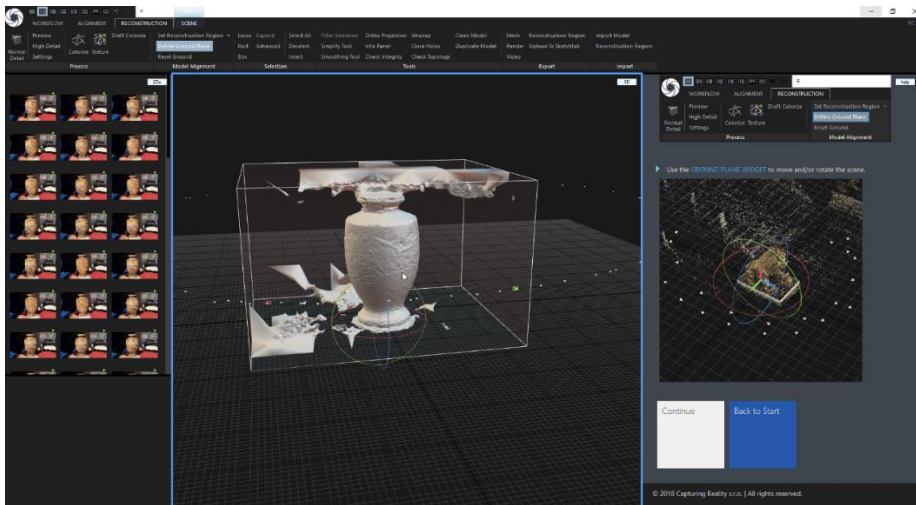 WORKFLOW ALIGNMENT RECONSTRUCTION SCENE
Preview Draft Colorize Set Reconstruction Region Lasso Expand Select All Filter Selection Ortho Projection Unwrap Clean Model Mesh Reconstruction Region Import Model
High Detail Define Ground Plane Rect Advanced Deselect Simplify Tool Info Panel Close Holes Duplicate Model Render Upload To Sketchfab Reconstruction Region
Normal Detail Settings Colorize Texture Reset Ground Box Invert Smoothing Tool Check Integrity Check Topology Video
Process Model Alignment Selection Tools Export Import
2Ds
3D
help
WORKFLOW ALIGNMENT RECONSTRUCTION
Preview Draft Colorize Set Reconstruction Region
High Detail Define Ground Plane
Normal Detail Settings Colorize Texture Reset Ground
Process Model Alignment
Use the GROUND PLANE WIDGET to move and/or rotate the scene.
Continue
Back to Start
© 2018 Capturing Reality s.r.o. | All rights reserved.